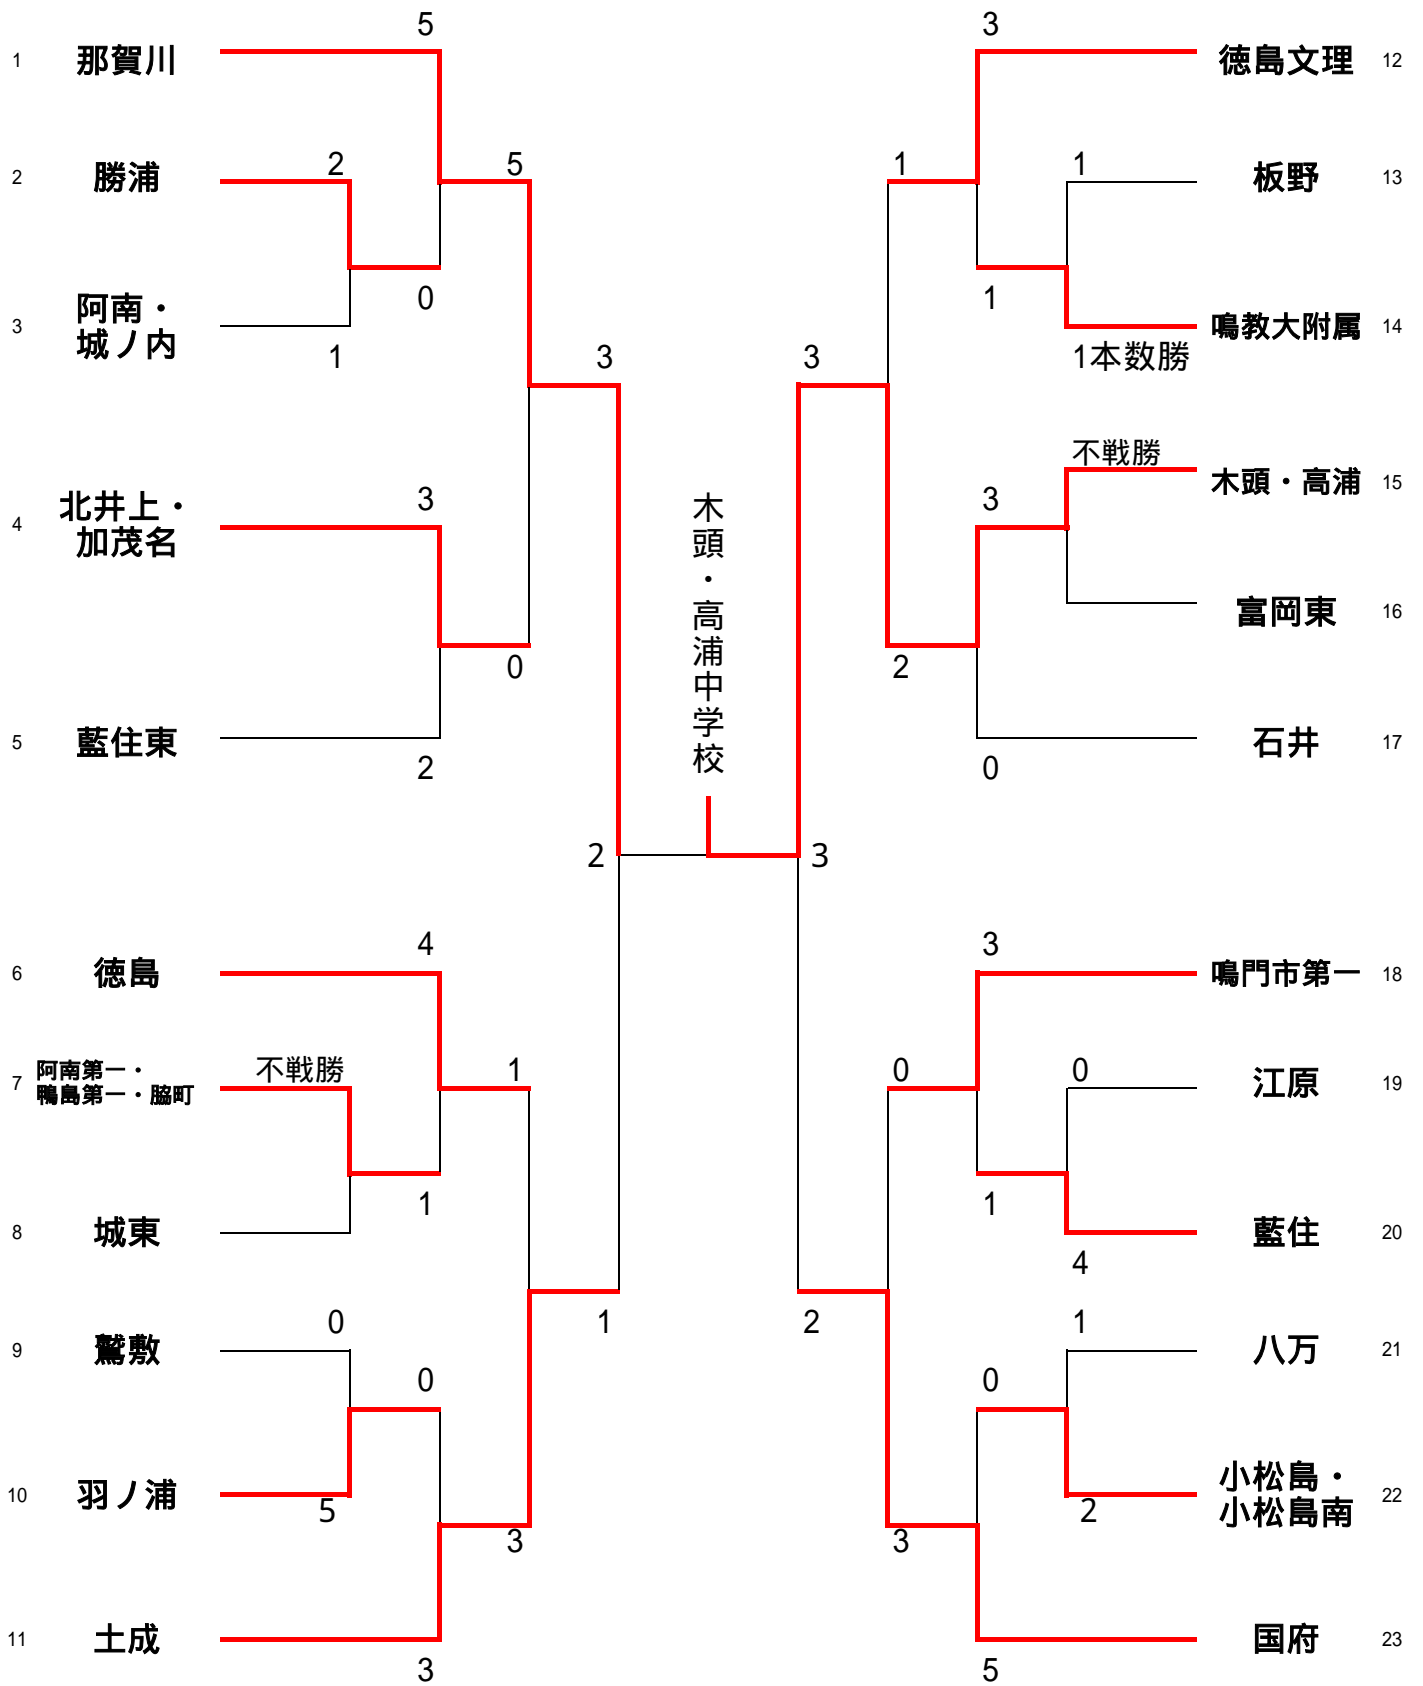 5
1 那賀川
2 勝浦
2
5
3 阿南・
城ノ内
0
1
3
4 北井上・
加茂名
3
0
5 藍住東
2
2
6 徳島
4
7 阿南第一・
鴨島第一・脇町
不戦勝
1
1
8 城東
9 鷲敷
0
0
1
10 羽ノ浦
5
3
11 土成
3
木頭・高浦中学校
3
徳島文理 12
1
1
板野 13
1
鳴教大附属 14
1本数勝
3
不戦勝
木頭・高浦 15
3
富岡東 16
2
石井 17
0
3
3
鳴門市第一 18
0
0
江原 19
1
藍住 20
4
2
1
八万 21
0
小松島・
小松島南 22
2
3
国府 23
5